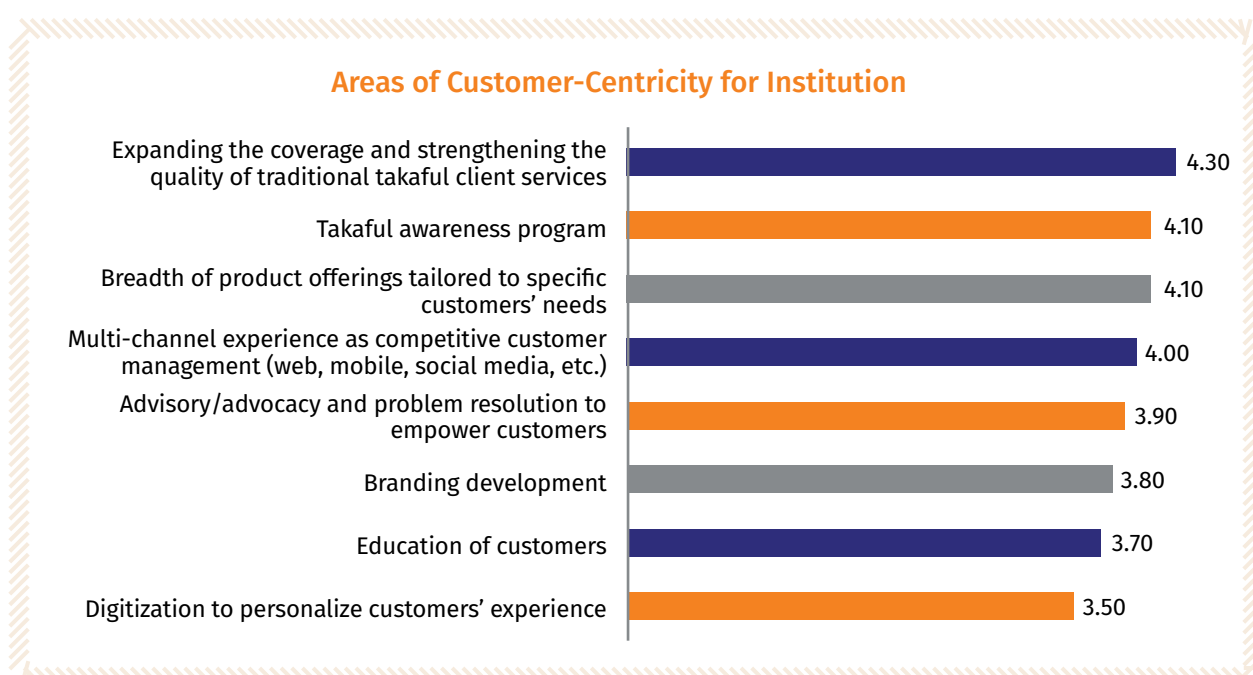 Areas of Customer-Centricity for Institution
Expanding the coverage and strengthening the
quality of traditional takaful client services
4.30
Takaful awareness program
4.10
Breadth of product offerings tailored to specific
customers’ needs
4.10
Multi-channel experience as competitive customer
management (web, mobile, social media, etc.)
4.00
Advisory/advocacy and problem resolution to
empower customers
3.90
Branding development
3.80
Education of customers
3.70
Digitization to personalize customers’ experience
3.50